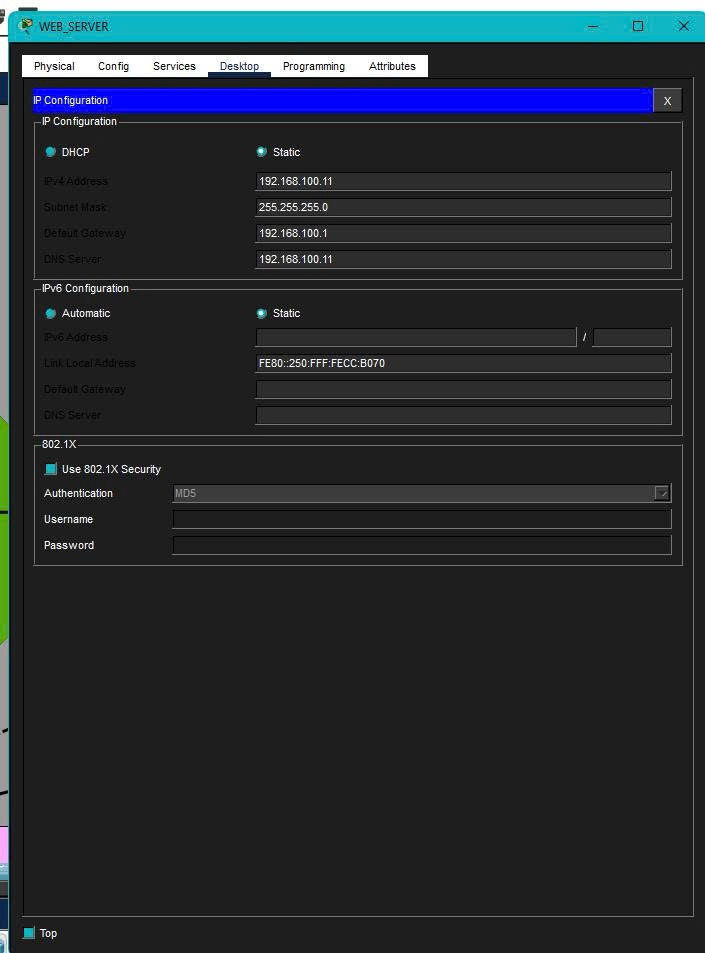 WEB_SERVER
Physical Config Services Desktop Programming Attributes
IP Configuration X
IP Configuration
DHCP Static
IPv4 Address 192.168.100.11
Subnet Mask 255.255.255.0
Default Gateway 192.168.100.1
DNS Server 192.168.100.11
IPv6 Configuration
Automatic Static
IPv6 Address /
Link Local Address FE80::250:FFF:FECC:B070
Default Gateway
DNS Server
802.1X
Use 802.1X Security
Authentication MD5
Username
Password
Top